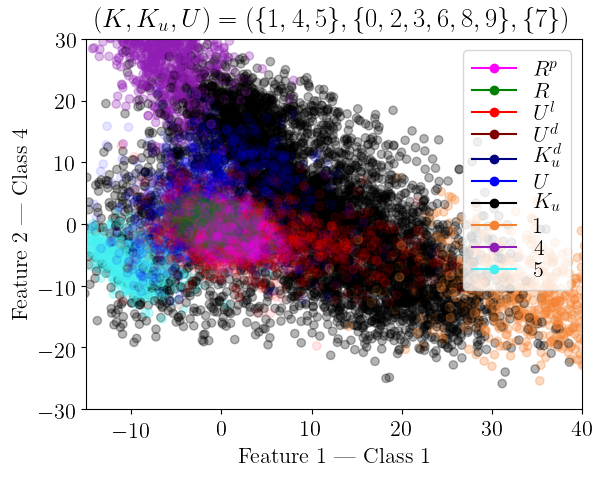 (K, K_u, U) = ({1, 4, 5}, {0, 2, 3, 6, 8, 9}, {7})
30
20
10
0
−10
−20
−30
Feature 2 — Class 4
R^p
R
U^l
U^d
K_u^d
U
K_u
1
4
5
−10
0
10
20
30
40
Feature 1 — Class 1